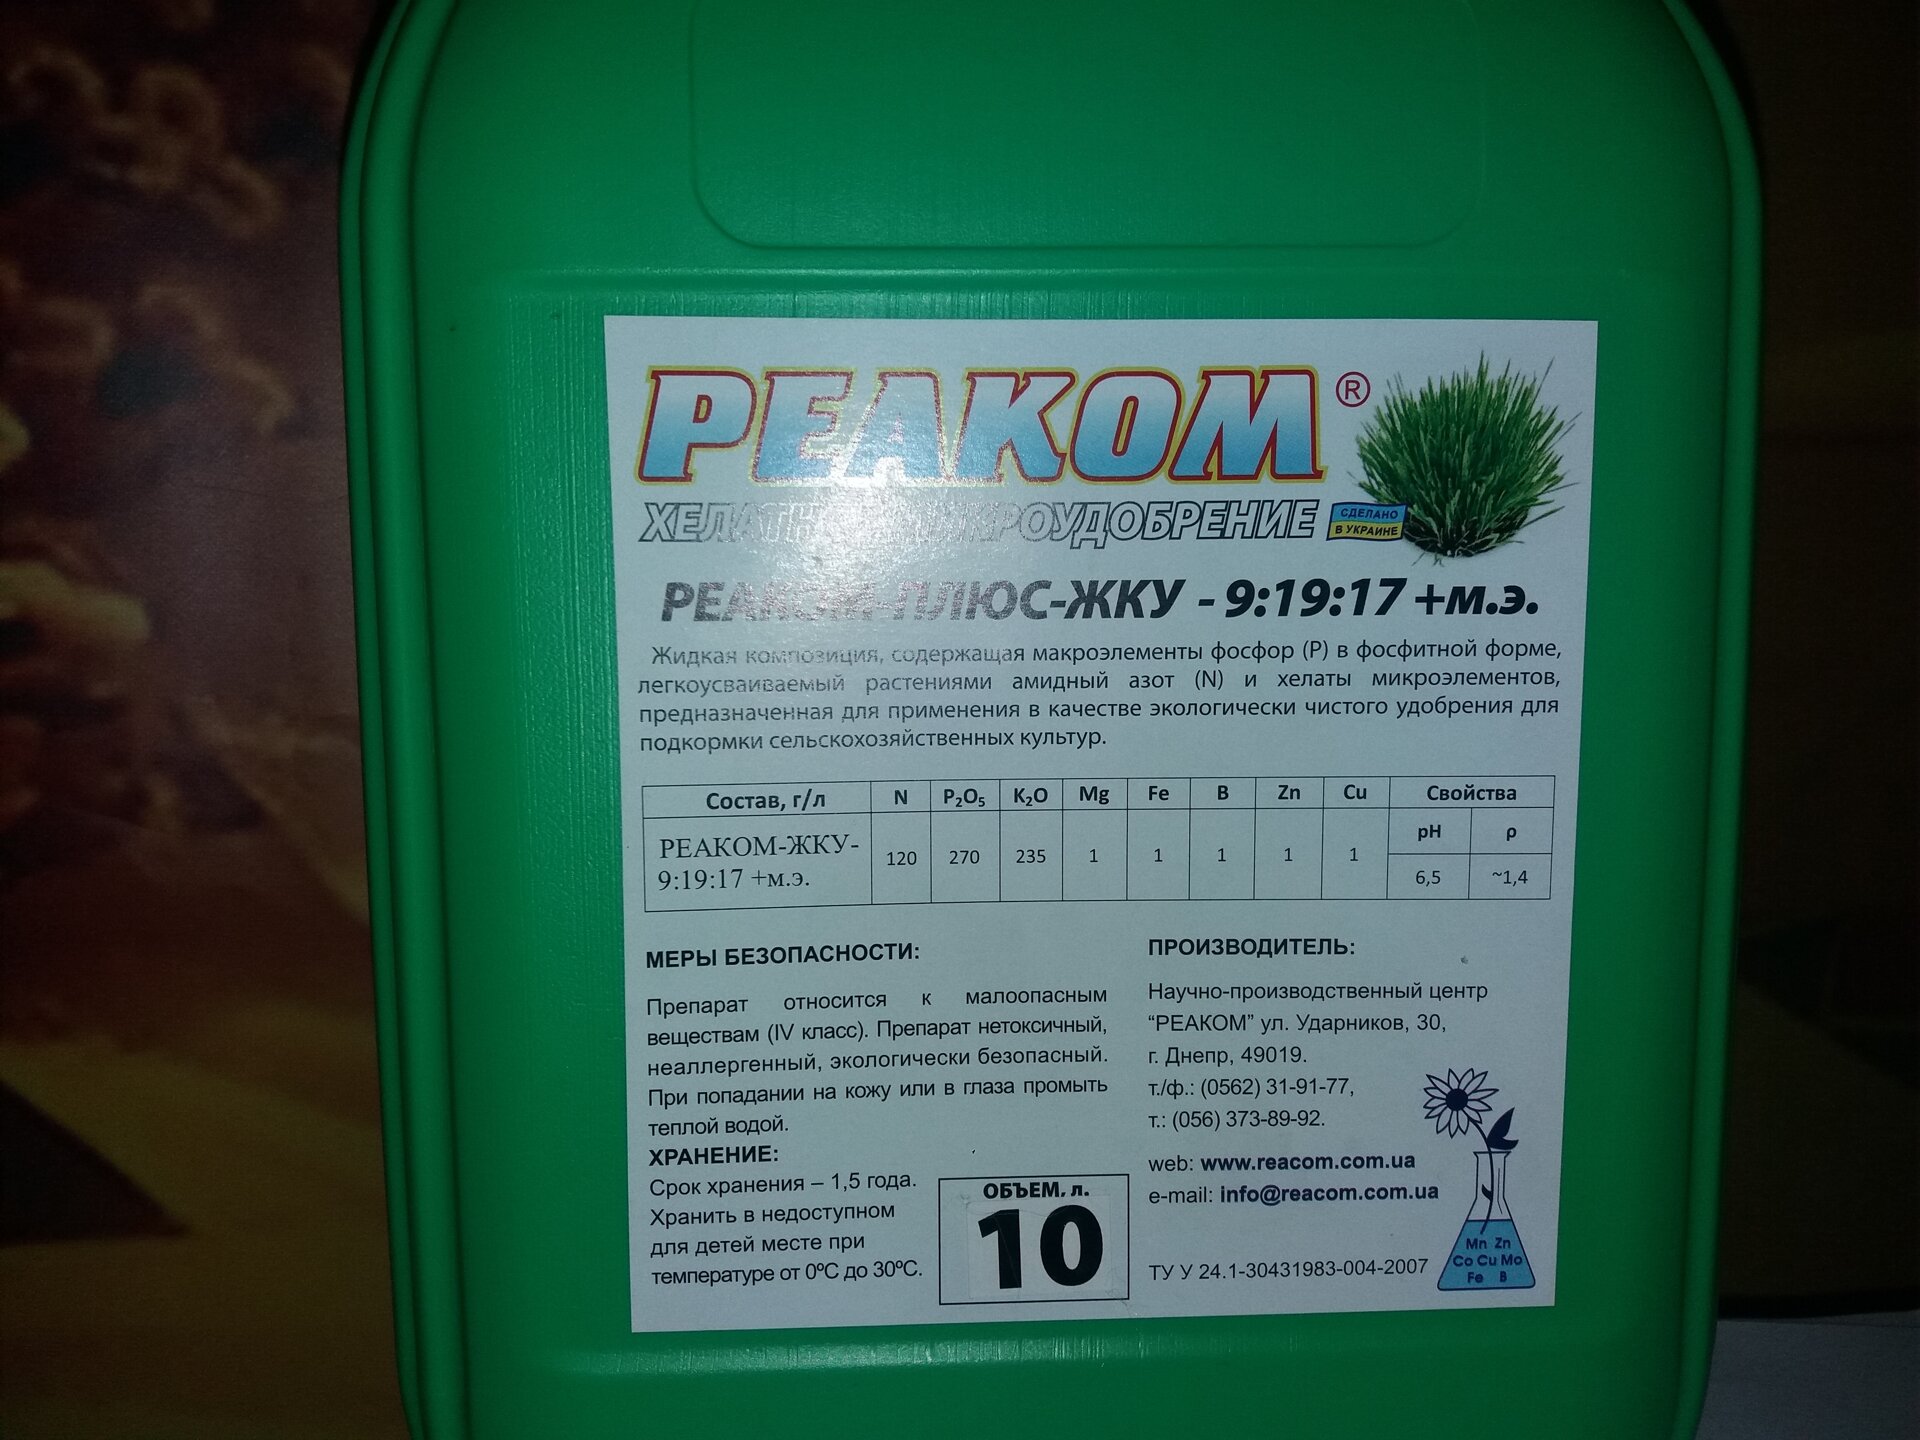 РЕАКОМ ®
ХЕЛАТНОЕ МИКРОУДОБРЕНИЕ
СДЕЛАНО
В УКРАИНЕ
РЕАКОМ-ПЛЮС-ЖКУ - 9:19:17 +м.э.
Жидкая композиция, содержащая макроэлементы фосфор (P) в фосфитной форме,
легкоусваиваемый растениями амидный азот (N) и хелаты микроэлементов,
предназначенная для применения в качестве экологически чистого удобрения для
подкормки сельскохозяйственных культур.
Состав, г/л N P₂O₅ K₂O Mg Fe B Zn Cu Свойства
pH ρ
РЕАКОМ-ЖКУ-
9:19:17 +м.э.
120 270 235 1 1 1 1 1
6,5 ~1,4
МЕРЫ БЕЗОПАСНОСТИ:
Препарат относится к малоопасным
веществам (IV класс). Препарат нетоксичный,
неаллергенный, экологически безопасный.
При попадании на кожу или в глаза промыть
теплой водой.
ХРАНЕНИЕ:
Срок хранения – 1,5 года.
Хранить в недоступном
для детей месте при
температуре от 0ºС до 30ºС.
ОБЪЕМ, л.
10
ПРОИЗВОДИТЕЛЬ:
Научно-производственный центр
“РЕАКОМ” ул. Ударников, 30,
г. Днепр, 49019.
т./ф.: (0562) 31-91-77,
т.: (056) 373-89-92.
web: www.reacom.com.ua
e-mail: info@reacom.com.ua
ТУ У 24.1-30431983-004-2007
Mn Zn
Co Cu Mo
Fe B